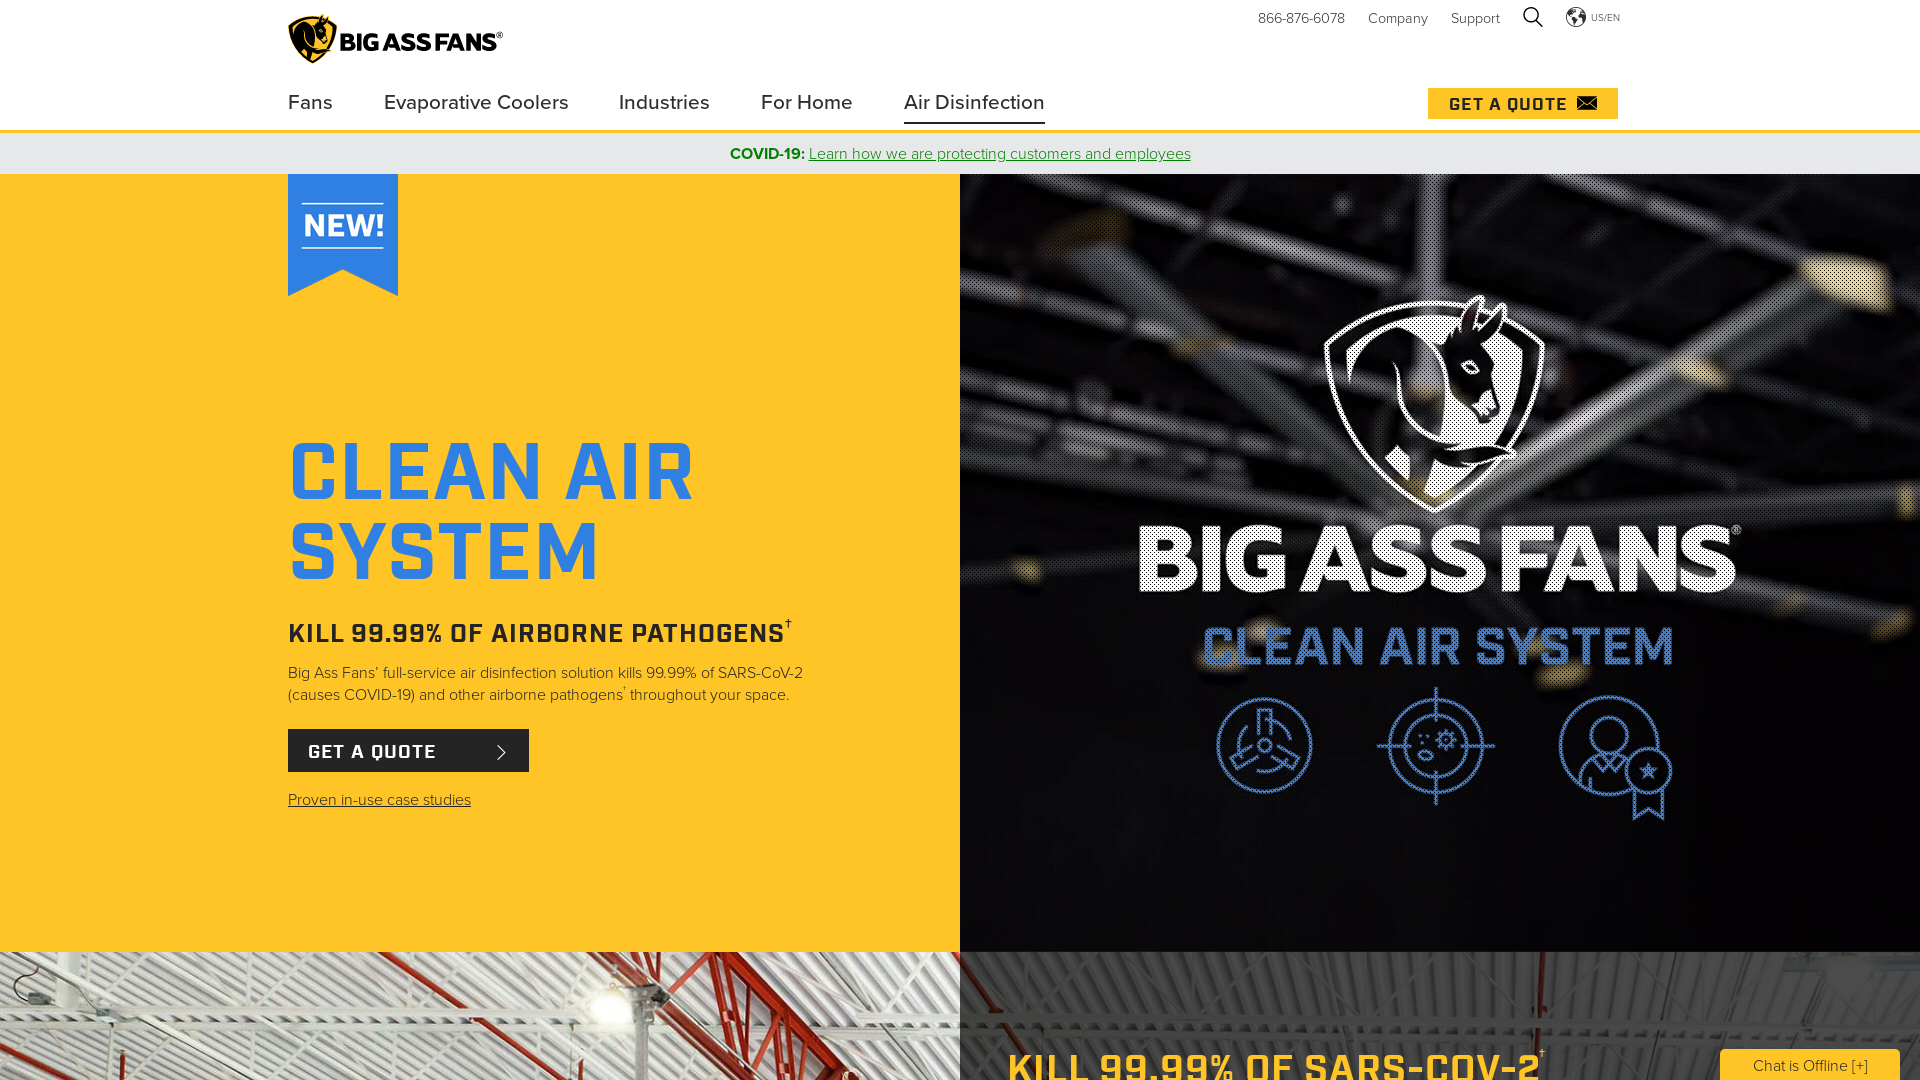 BIG ASS FANS®
866-876-6078 Company Support US/EN
Fans Evaporative Coolers Industries For Home Air Disinfection GET A QUOTE
COVID-19: Learn how we are protecting customers and employees
NEW!
CLEAN AIR
SYSTEM
KILL 99.99% OF AIRBORNE PATHOGENS†
Big Ass Fans’ full-service air disinfection solution kills 99.99% of SARS-CoV-2
(causes COVID-19) and other airborne pathogens† throughout your space.
GET A QUOTE
Proven in-use case studies
BIG ASS FANS®
CLEAN AIR SYSTEM
KILL 99.99% OF SARS-COV-2†
Chat is Offline [+]